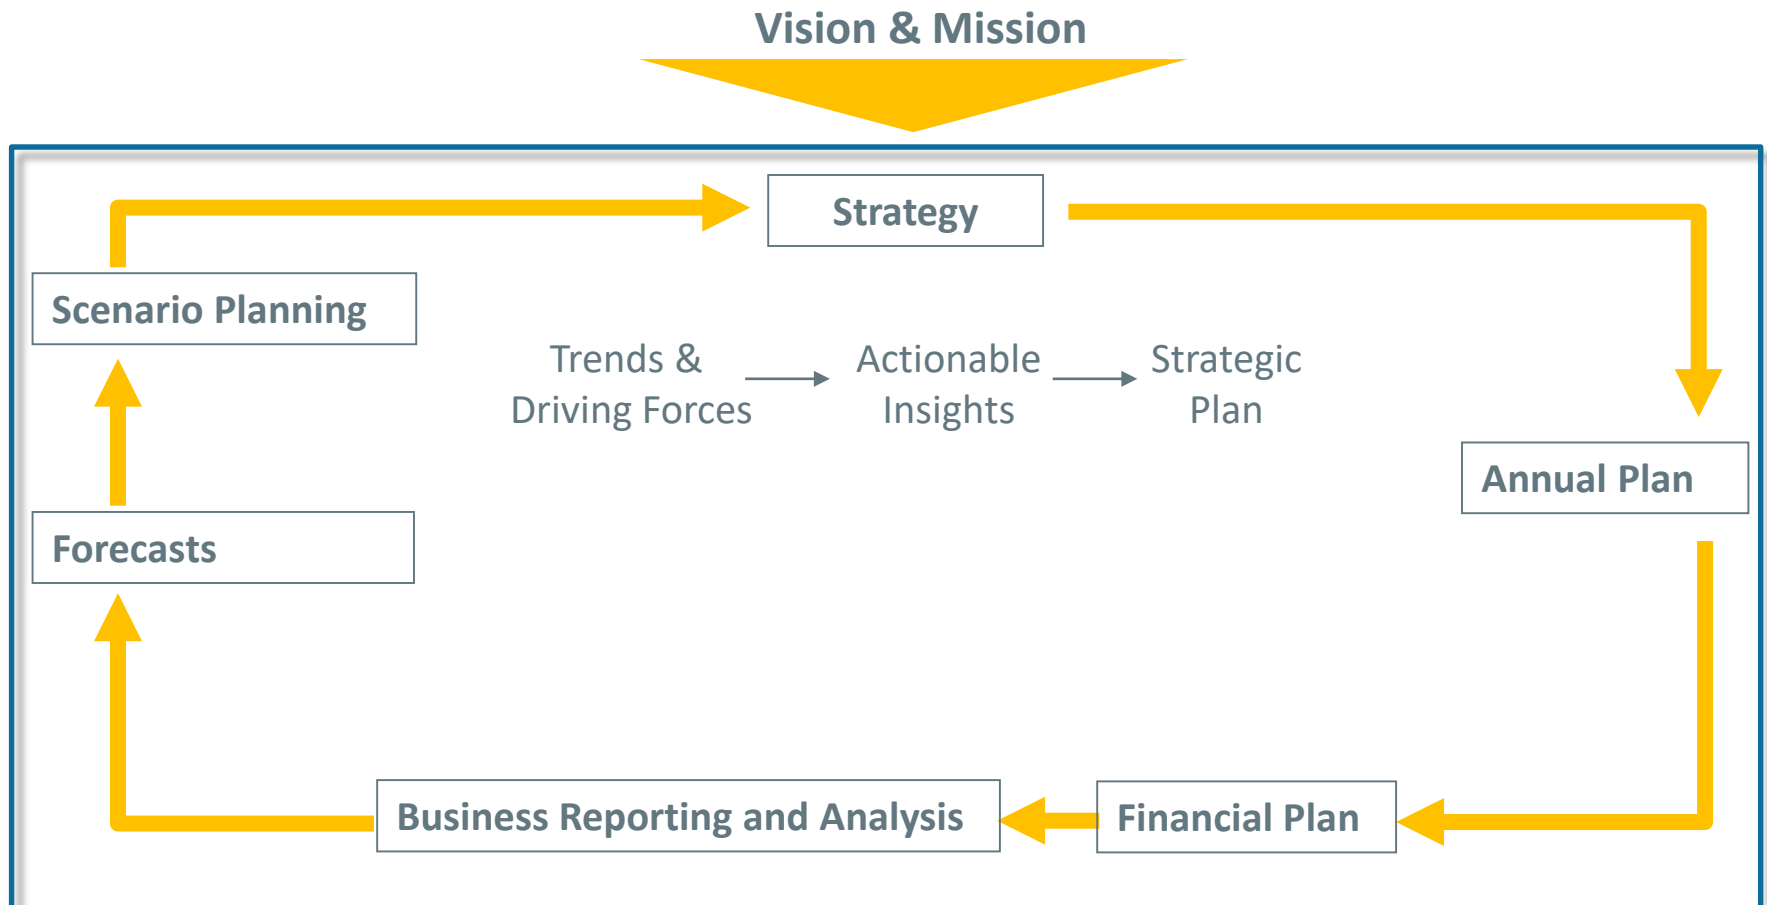 Vision & Mission
Strategy
Scenario Planning
Trends &
Driving Forces
Actionable
Insights
Strategic
Plan
Annual Plan
Forecasts
Business Reporting and Analysis
Financial Plan